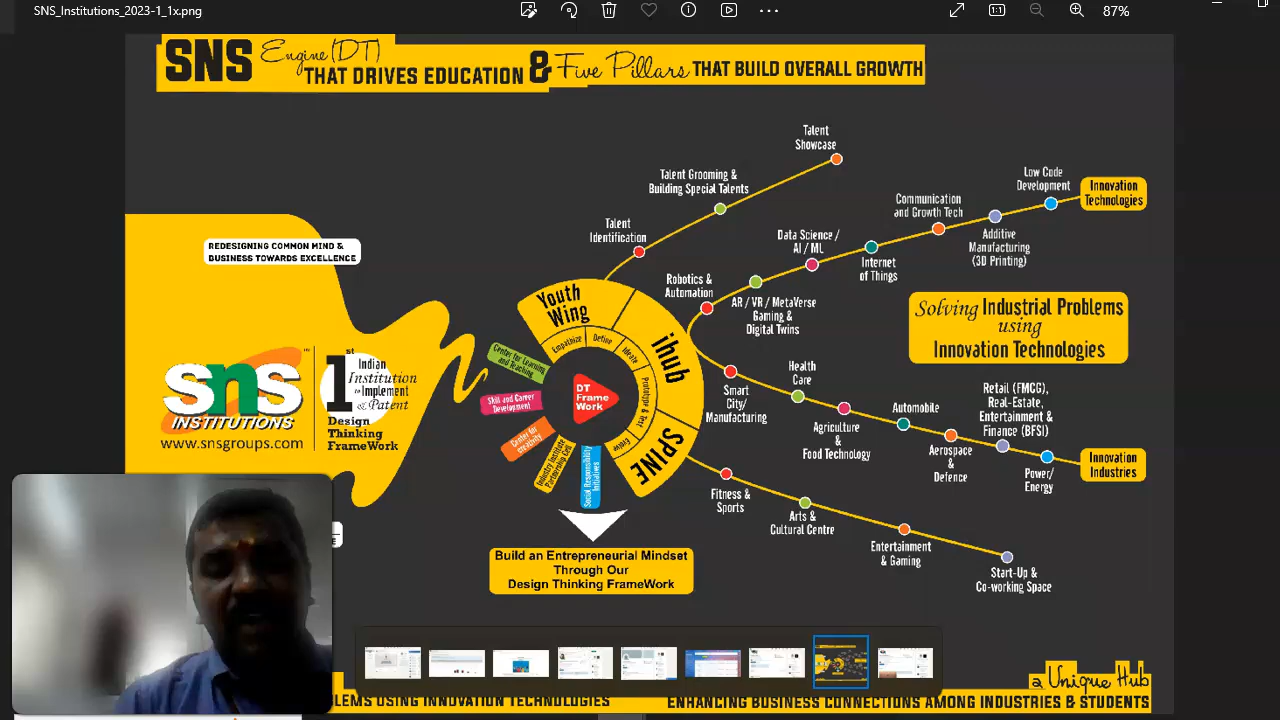 SNS_Institutions_2023-1_1x.png
87%
SNS Engine (DT)
THAT DRIVES EDUCATION & Five Pillars THAT BUILD OVERALL GROWTH
REDESIGNING COMMON MIND &
BUSINESS TOWARDS EXCELLENCE
sns
INSTITUTIONS
www.snsgroups.com
1st
Indian
Institution
to Implement
& Patent
Design
Thinking
FrameWork
Talent
Showcase
Talent Grooming &
Building Special Talents
Talent
Identification
Low Code
Development
Innovation
Technologies
Communication
and Growth Tech
Additive
Manufacturing
(3D Printing)
Data Science /
AI / ML
Internet
of Things
Robotics &
Automation
AR / VR / MetaVerse
Gaming &
Digital Twins
Solving Industrial Problems
using
Innovation Technologies
Youth
Wing
ihub
SPINE
Empathize
Define
Ideate
Prototype & Test
Evolve
DT
Frame
Work
Center for Learning
and Teaching
Skill and Career
Development
Center for
creativity
Industry Institute
Partnership Cell
Social Responsibility
Initiatives
Smart
City/
Manufacturing
Health
Care
Agriculture
&
Food Technology
Automobile
Aerospace
&
Defence
Retail (FMCG),
Real-Estate,
Entertainment &
Finance (BFSI)
Power/
Energy
Innovation
Industries
Fitness &
Sports
Arts &
Cultural Centre
Entertainment
& Gaming
Start-Up &
Co-working Space
Build an Entrepreneurial Mindset
Through Our
Design Thinking FrameWork
a Unique Hub
LEMS USING INNOVATION TECHNOLOGIES
ENHANCING BUSINESS CONNECTIONS AMONG INDUSTRIES & STUDENTS